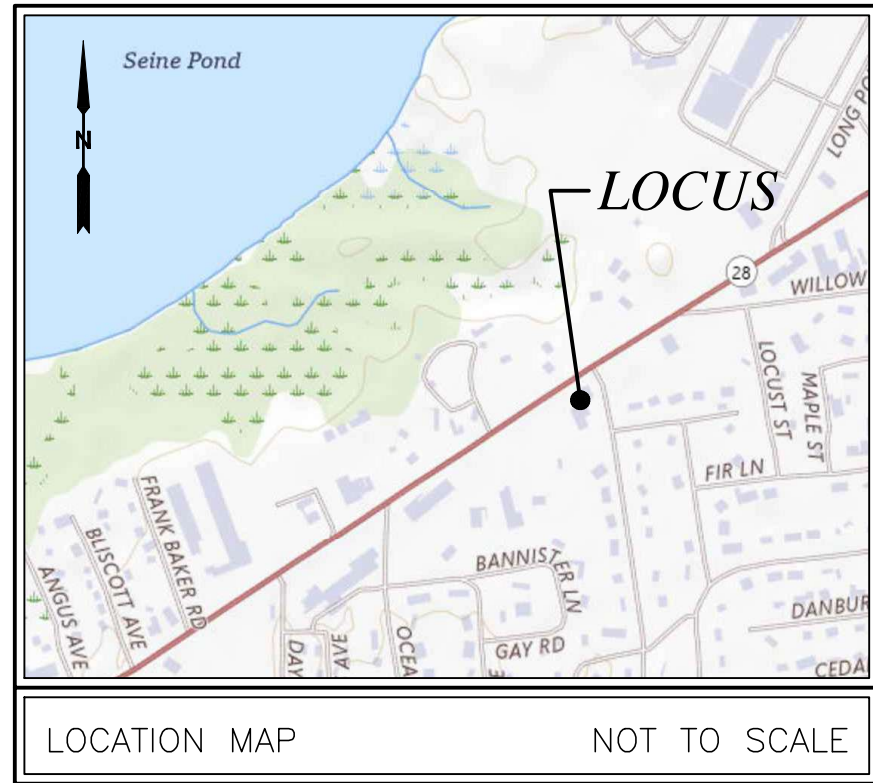 Seine Pond
N
LONG PO
LOCUS
28
WILLOW
LOCUST ST
MAPLE ST
FIR LN
FRANK BAKER RD
BLISCOTT AVE
ANGUS AVE
BANNISTER LN
DANBUR
GAY RD
DAY
AVE
OCEA
E
CEDA
LOCATION MAP NOT TO SCALE